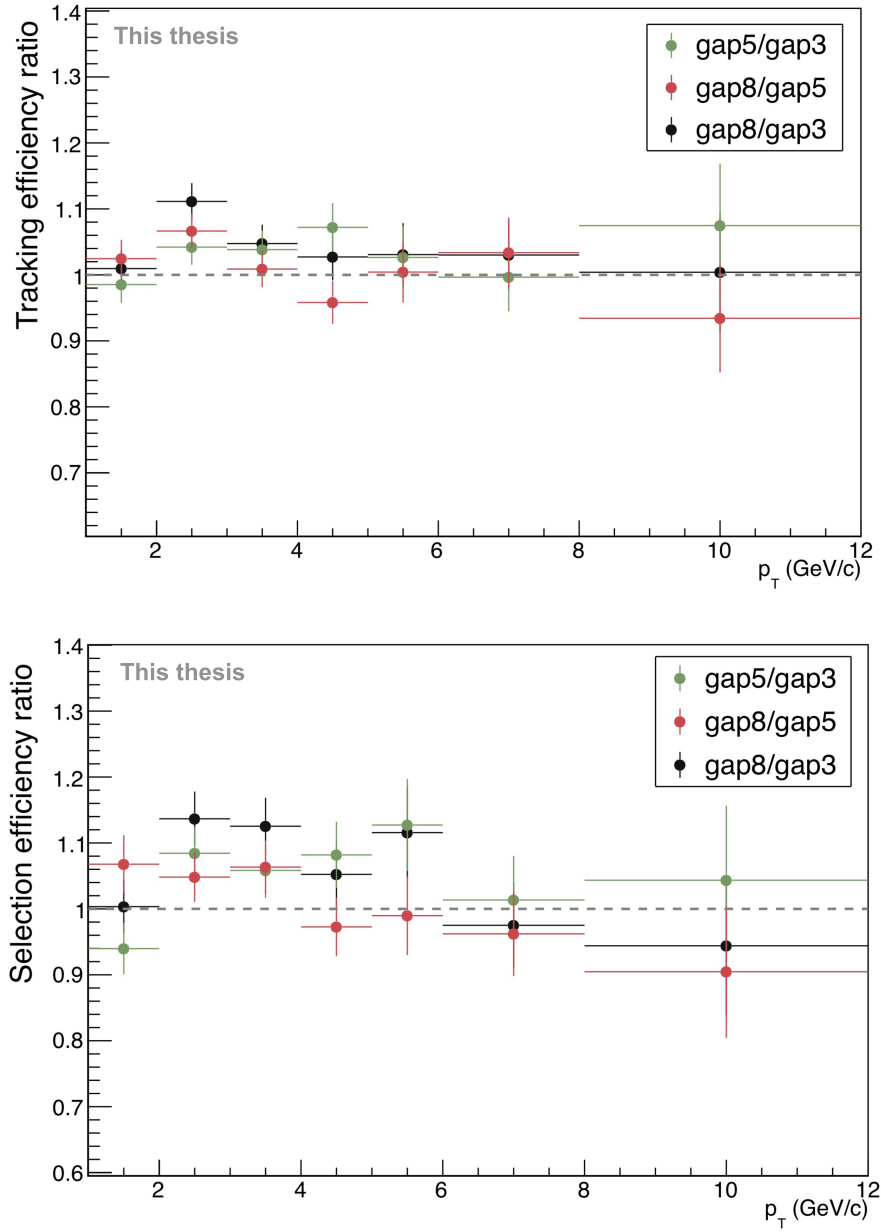 This thesis
gap5/gap3
gap8/gap5
gap8/gap3
Tracking efficiency ratio
1.4
1.3
1.2
1.1
1
0.9
0.8
0.7
2
4
6
8
10
12
p_T (GeV/c)
This thesis
gap5/gap3
gap8/gap5
gap8/gap3
Selection efficiency ratio
1.4
1.3
1.2
1.1
1
0.9
0.8
0.7
0.6
2
4
6
8
10
12
p_T (GeV/c)